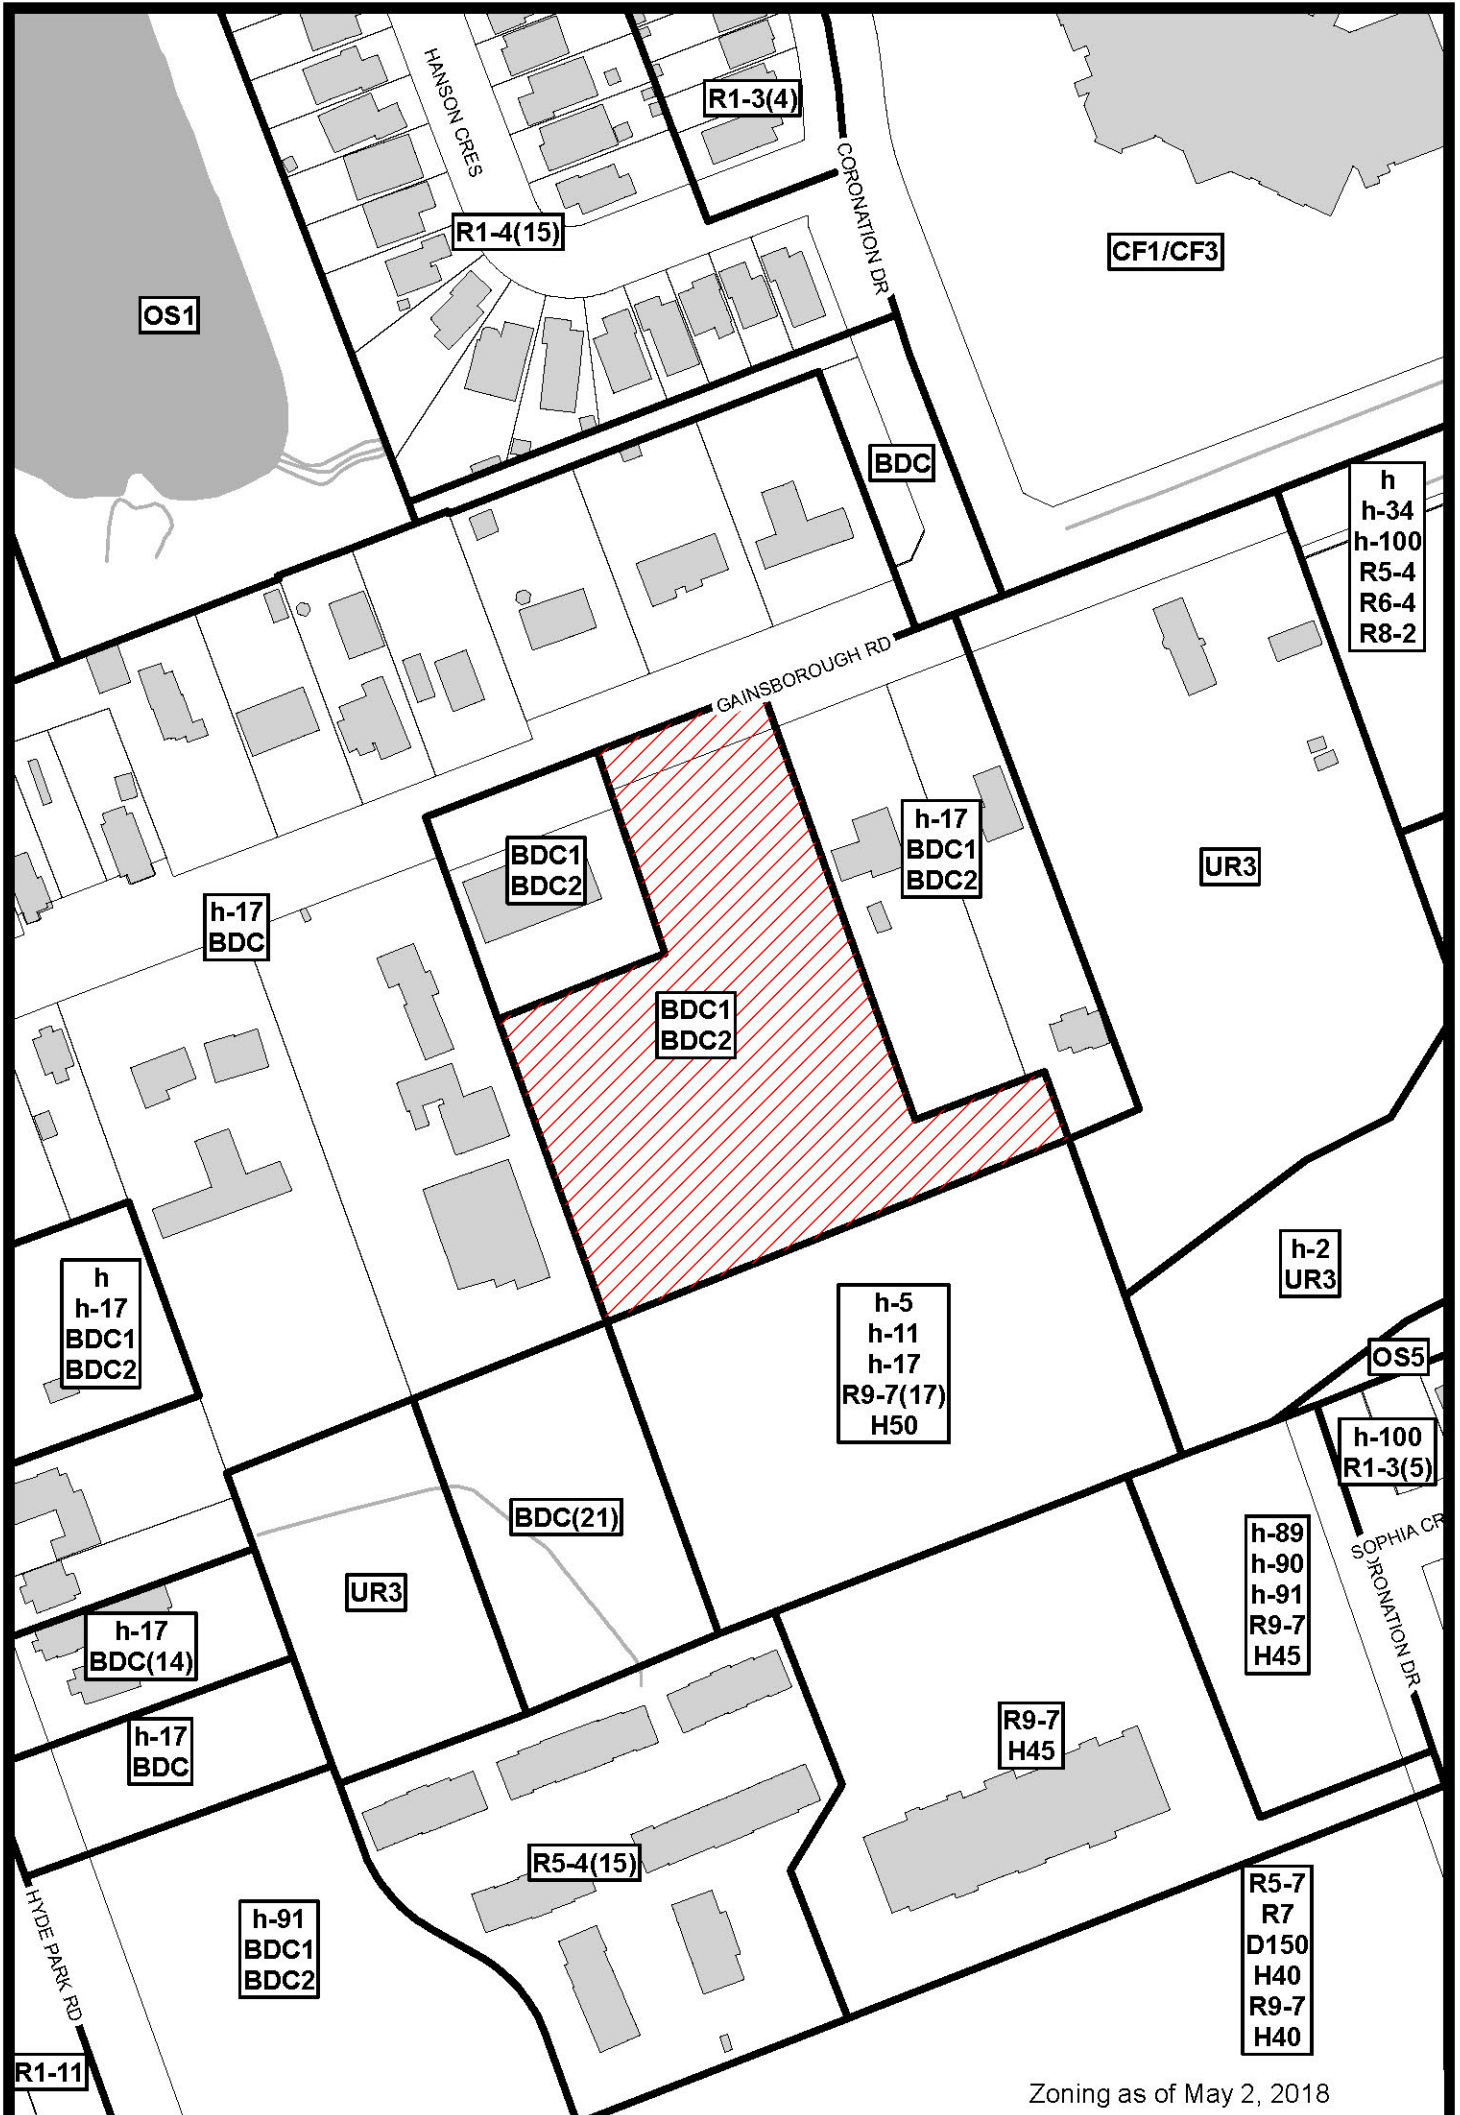 HANSON CRES
R1-3(4)
CORONATION DR
R1-4(15)
CF1/CF3
OS1
BDC
h
h-34
h-100
R5-4
R6-4
R8-2
GAINSBOROUGH RD
BDC1
BDC2
h-17
BDC1
BDC2
UR3
h-17
BDC
BDC1
BDC2
h
h-17
BDC1
BDC2
h-2
UR3
h-5
h-11
h-17
R9-7(17)
H50
OS5
h-100
R1-3(5)
BDC(21)
SOPHIA CR
h-89
h-90
h-91
R9-7
H45
UR3
ORONATION DR
h-17
BDC(14)
h-17
BDC
R9-7
H45
R5-4(15)
R5-7
R7
D150
H40
R9-7
H40
HYDE PARK RD
h-91
BDC1
BDC2
R1-11
Zoning as of May 2, 2018